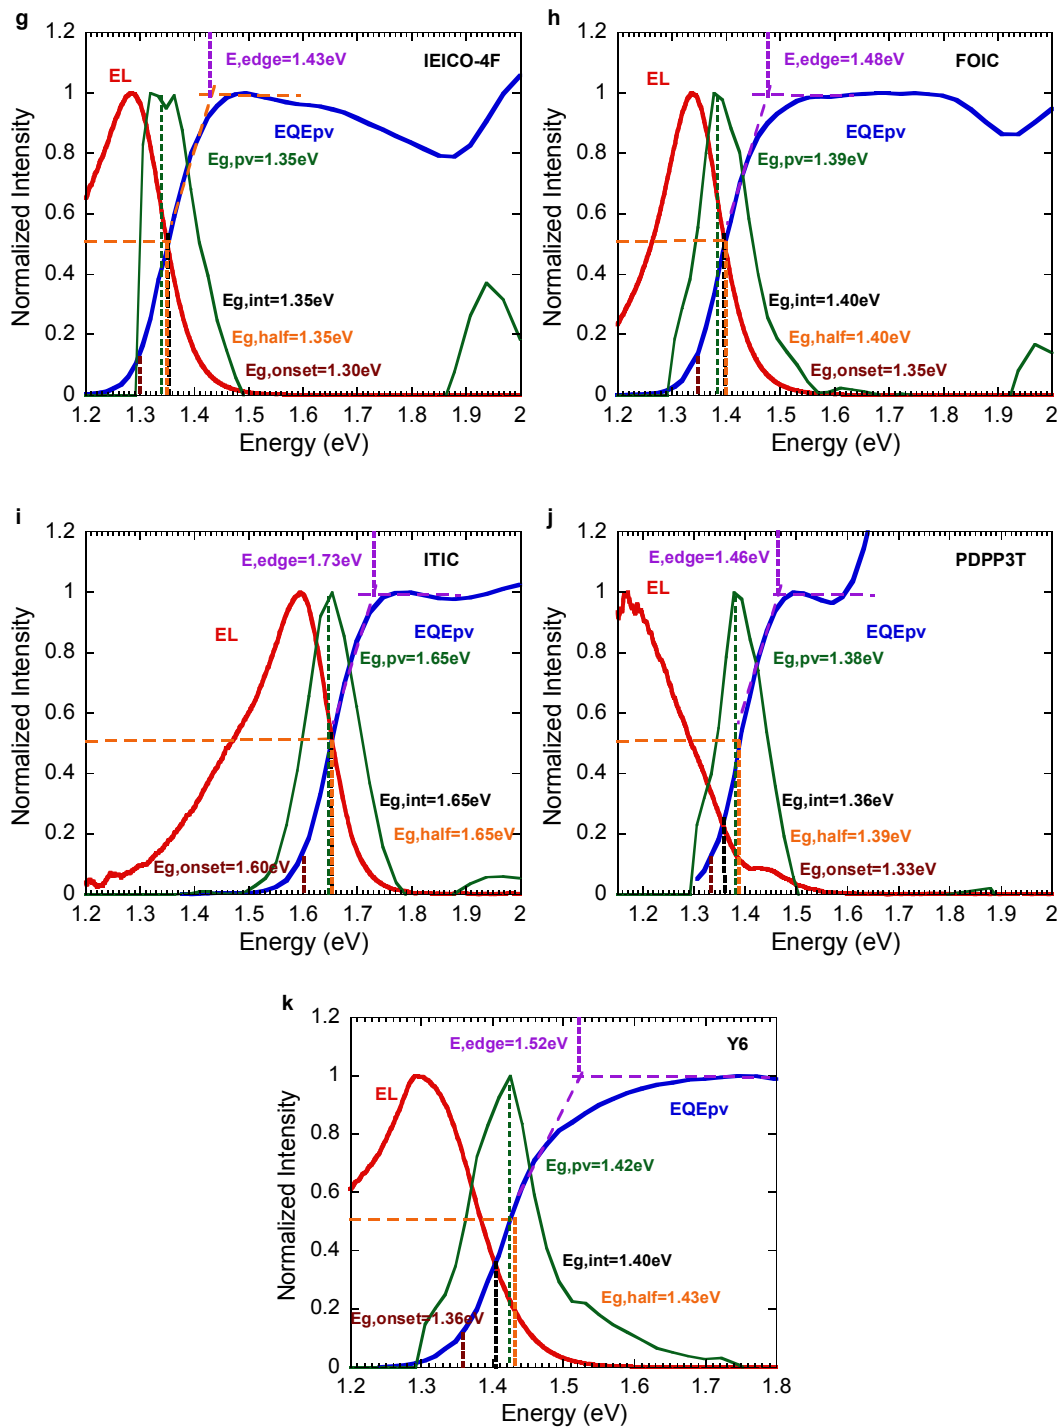 g
1.2
1
0.8
0.6
0.4
0.2
0
Normalized Intensity
E,edge=1.43eV
IEICO-4F
EL
EQEpv
Eg,pv=1.35eV
Eg,int=1.35eV
Eg,half=1.35eV
Eg,onset=1.30eV
1.2 1.3 1.4 1.5 1.6 1.7 1.8 1.9 2
Energy (eV)
h
1.2
1
0.8
0.6
0.4
0.2
0
Normalized Intensity
FOIC
E,edge=1.48eV
EL
EQEpv
Eg,pv=1.39eV
Eg,int=1.40eV
Eg,half=1.40eV
Eg,onset=1.35eV
1.2 1.3 1.4 1.5 1.6 1.7 1.8 1.9 2
Energy (eV)
i
1.2
1
0.8
0.6
0.4
0.2
0
Normalized Intensity
E,edge=1.73eV
ITIC
EL
EQEpv
Eg,pv=1.65eV
Eg,int=1.65eV
Eg,half=1.65eV
Eg,onset=1.60eV
1.2 1.3 1.4 1.5 1.6 1.7 1.8 1.9 2
Energy (eV)
j
1.2
1
0.8
0.6
0.4
0.2
0
Normalized Intensity
E,edge=1.46eV
PDPP3T
EL
EQEpv
Eg,pv=1.38eV
Eg,int=1.36eV
Eg,half=1.39eV
Eg,onset=1.33eV
1.2 1.3 1.4 1.5 1.6 1.7 1.8 1.9 2
Energy (eV)
k
1.2
1
0.8
0.6
0.4
0.2
0
Normalized Intensity
E,edge=1.52eV
Y6
EL
EQEpv
Eg,pv=1.42eV
Eg,int=1.40eV
Eg,half=1.43eV
Eg,onset=1.36eV
1.2 1.3 1.4 1.5 1.6 1.7 1.8
Energy (eV)